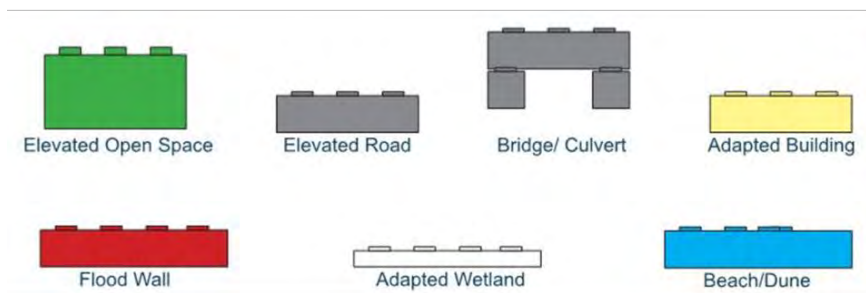 Elevated Open Space
Elevated Road
Bridge/ Culvert
Adapted Building
Flood Wall
Adapted Wetland
Beach/Dune